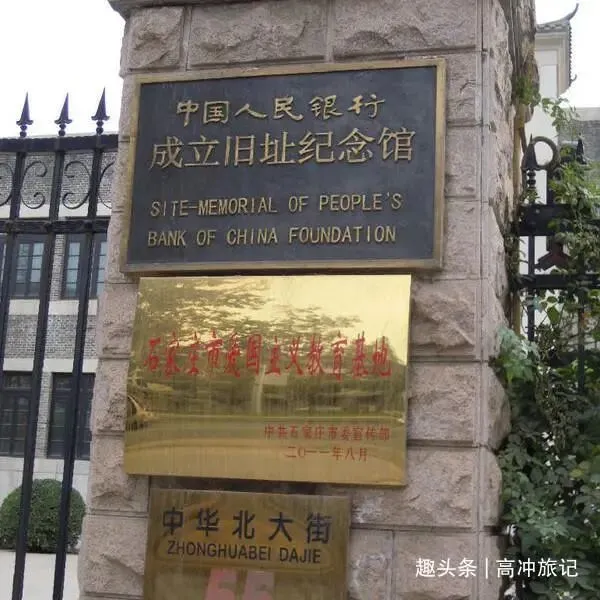 中国人民银行
成立旧址纪念馆
SITE-MEMORIAL OF PEOPLE'S
BANK OF CHINA FOUNDATION
石家庄市爱国主义教育基地
中共石家庄市委宣传部
二〇一一年八月
中华北大街
ZHONGHUABEI DAJIE
55
趣头条 | 高冲旅记